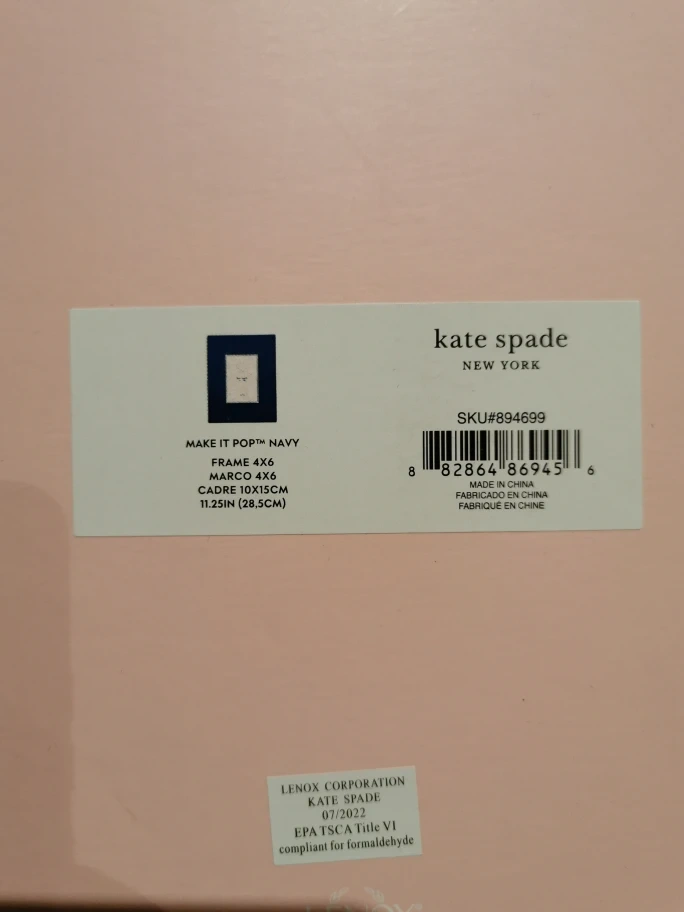 MAKE IT POP™ NAVY
FRAME 4X6
MARCO 4X6
CADRE 10X15CM
11.25IN (28,5CM)
kate spade
NEW YORK
SKU#894699
8 82864 86945 6
MADE IN CHINA
FABRICADO EN CHINA
FABRIQUÉ EN CHINE
LENOX CORPORATION
KATE SPADE
07/2022
EPA TSCA Title VI
compliant for formaldehyde
LENOX